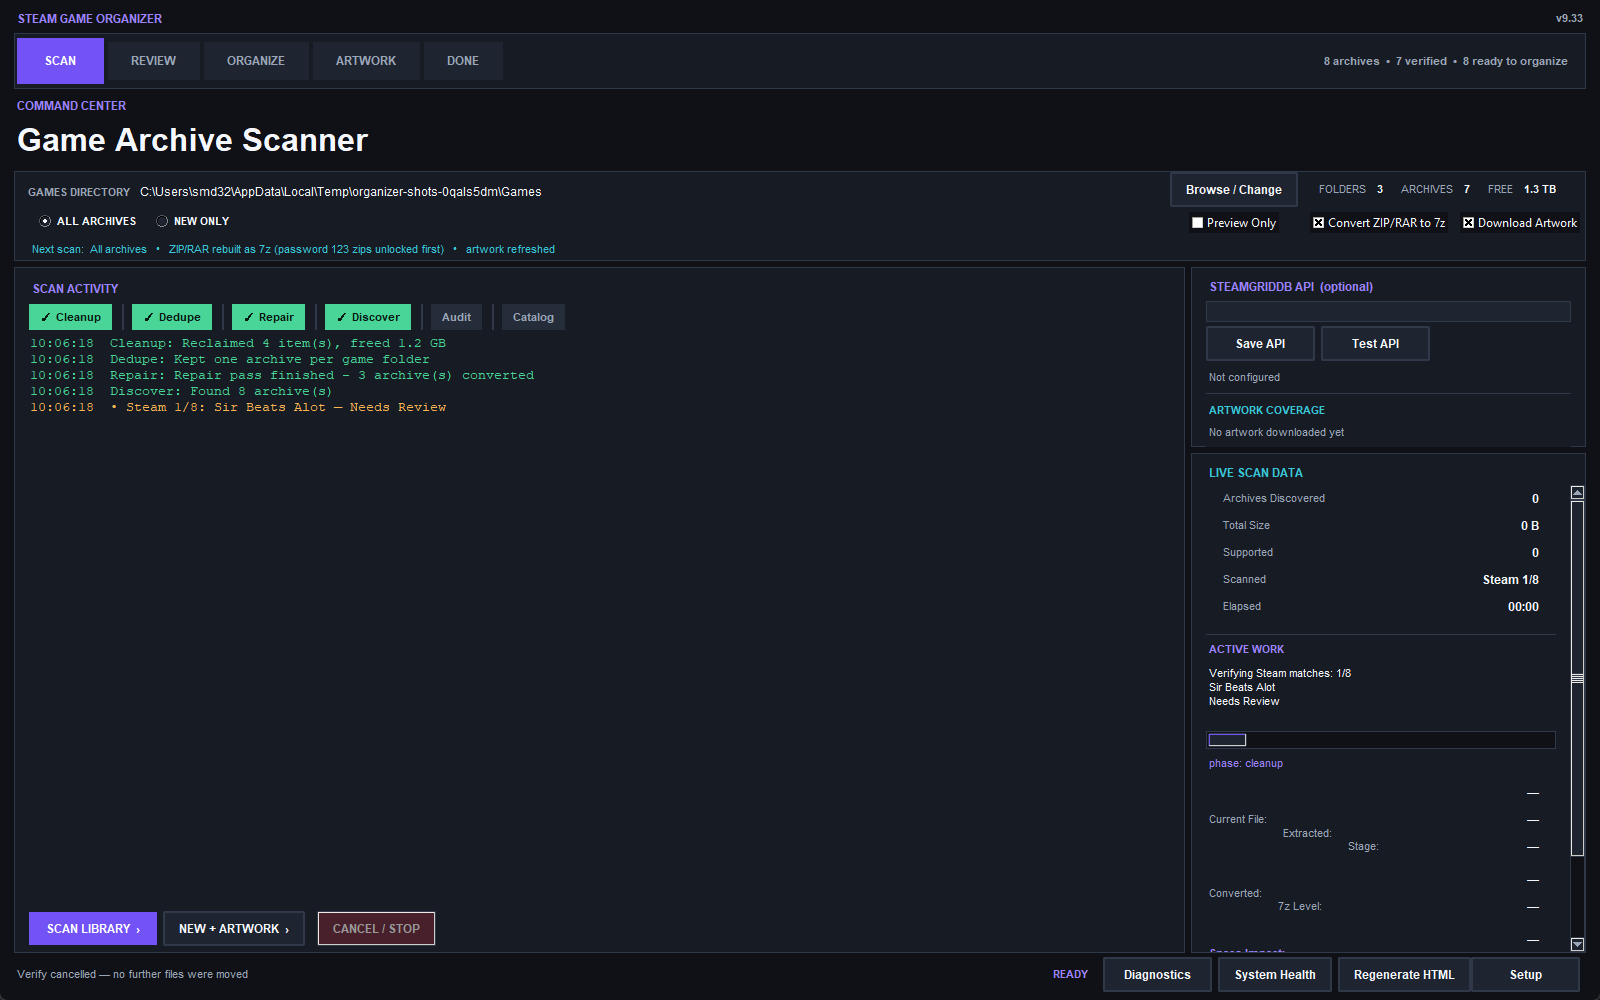 STEAM GAME ORGANIZER
v9.33
SCAN
REVIEW
ORGANIZE
ARTWORK
DONE
8 archives • 7 verified • 8 ready to organize
COMMAND CENTER
Game Archive Scanner
GAMES DIRECTORY C:\Users\smd32\AppData\Local\Temp\organizer-shots-0qals5dm\Games
Browse / Change
FOLDERS 3 ARCHIVES 7 FREE 1.3 TB
ALL ARCHIVES NEW ONLY
Preview Only Convert ZIP/RAR to 7z Download Artwork
Next scan: All archives • ZIP/RAR rebuilt as 7z (password 123 zips unlocked first) • artwork refreshed
SCAN ACTIVITY
✓ Cleanup ✓ Dedupe ✓ Repair ✓ Discover Audit Catalog
10:06:18 Cleanup: Reclaimed 4 item(s), freed 1.2 GB
10:06:18 Dedupe: Kept one archive per game folder
10:06:18 Repair: Repair pass finished – 3 archive(s) converted
10:06:18 Discover: Found 8 archive(s)
10:06:18 • Steam 1/8: Sir Beats Alot — Needs Review
SCAN LIBRARY ›
NEW + ARTWORK ›
CANCEL / STOP
STEAMGRIDDB API (optional)
Save API
Test API
Not configured
ARTWORK COVERAGE
No artwork downloaded yet
LIVE SCAN DATA
Archives Discovered 0
Total Size 0 B
Supported 0
Scanned Steam 1/8
Elapsed 00:00
ACTIVE WORK
Verifying Steam matches: 1/8
Sir Beats Alot
Needs Review
phase: cleanup
—
Current File: —
Extracted:
Stage: —
—
Converted:
7z Level: —
—
Space Impact:
Verify cancelled — no further files were moved
READY
Diagnostics
System Health
Regenerate HTML
Setup